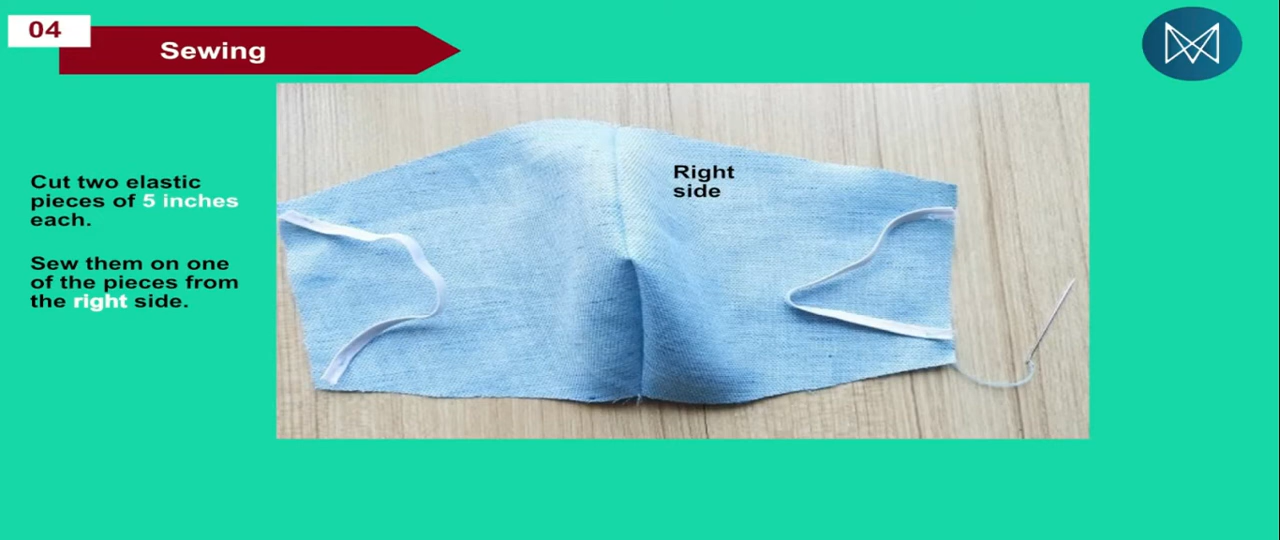 04
Sewing
Right
side
Cut two elastic
pieces of 5 inches
each.
Sew them on one
of the pieces from
the right side.